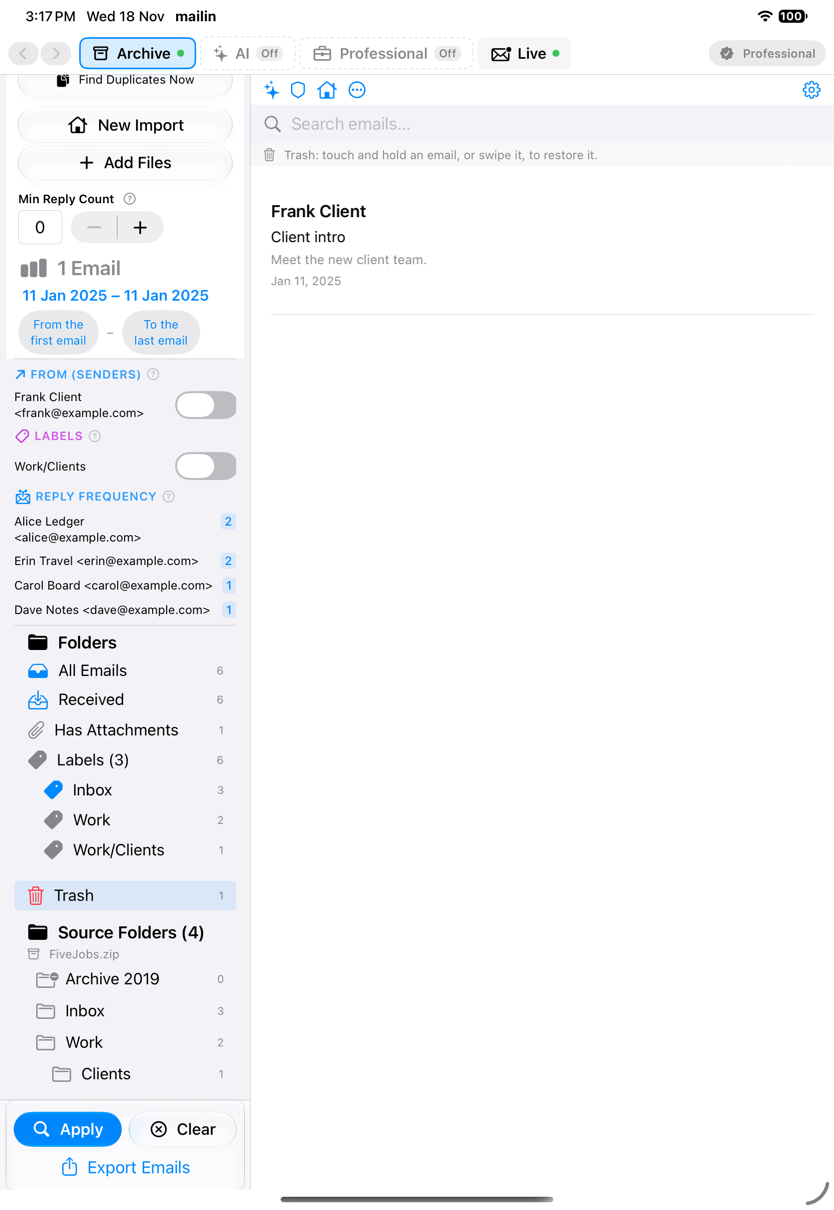 3:17 PM Wed 18 Nov mailin 100
Archive
AI Off
Professional Off
Live
Professional
Find Duplicates Now
New Import
Add Files
Min Reply Count ?
0 − +
1 Email
11 Jan 2025 – 11 Jan 2025
From the first email – To the last email
FROM (SENDERS) ?
Frank Client
<frank@example.com>
LABELS ?
Work/Clients
REPLY FREQUENCY ?
Alice Ledger 2
<alice@example.com>
Erin Travel <erin@example.com> 2
Carol Board <carol@example.com> 1
Dave Notes <dave@example.com> 1
Folders
All Emails 6
Received 6
Has Attachments 1
Labels (3) 6
Inbox 3
Work 2
Work/Clients 1
Trash 1
Source Folders (4)
FiveJobs.zip
Archive 2019 0
Inbox 3
Work 2
Clients 1
Apply
Clear
Export Emails
Search emails...
Trash: touch and hold an email, or swipe it, to restore it.
Frank Client
Client intro
Meet the new client team.
Jan 11, 2025